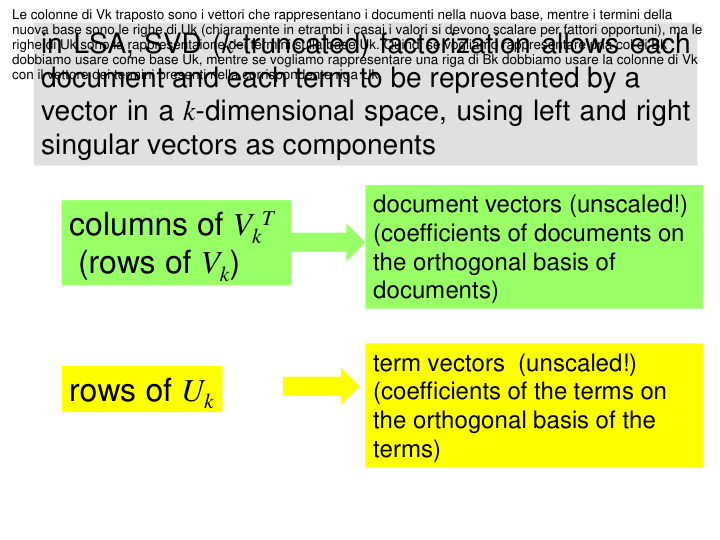 Le colonne di Vk traposto sono i vettori che rappresentano i documenti nella nuova base, mentre i termini della
nuova base sono le righe di Uk (chiaramente in etrambi i casai i valori si devono scalare per fattori opportuni), ma le
righe di Uk sono la rappresentazione dei termini sulla base Uk. Quindi se vogliamo rappresentare una col di Bk
dobbiamo usare come base Uk, mentre se vogliamo rappresentare una riga di Bk dobbiamo usare la colonne di Vk
con il vettore dei termini presenti nella corrispondente riga Uk.
in LSA, SVD (k-truncated) factorization allows each
document and each term to be represented by a
vector in a k-dimensional space, using left and right
singular vectors as components
columns of VkT
(rows of Vk)
document vectors (unscaled!)
(coefficients of documents on
the orthogonal basis of
documents)
rows of Uk
term vectors (unscaled!)
(coefficients of the terms on
the orthogonal basis of the
terms)